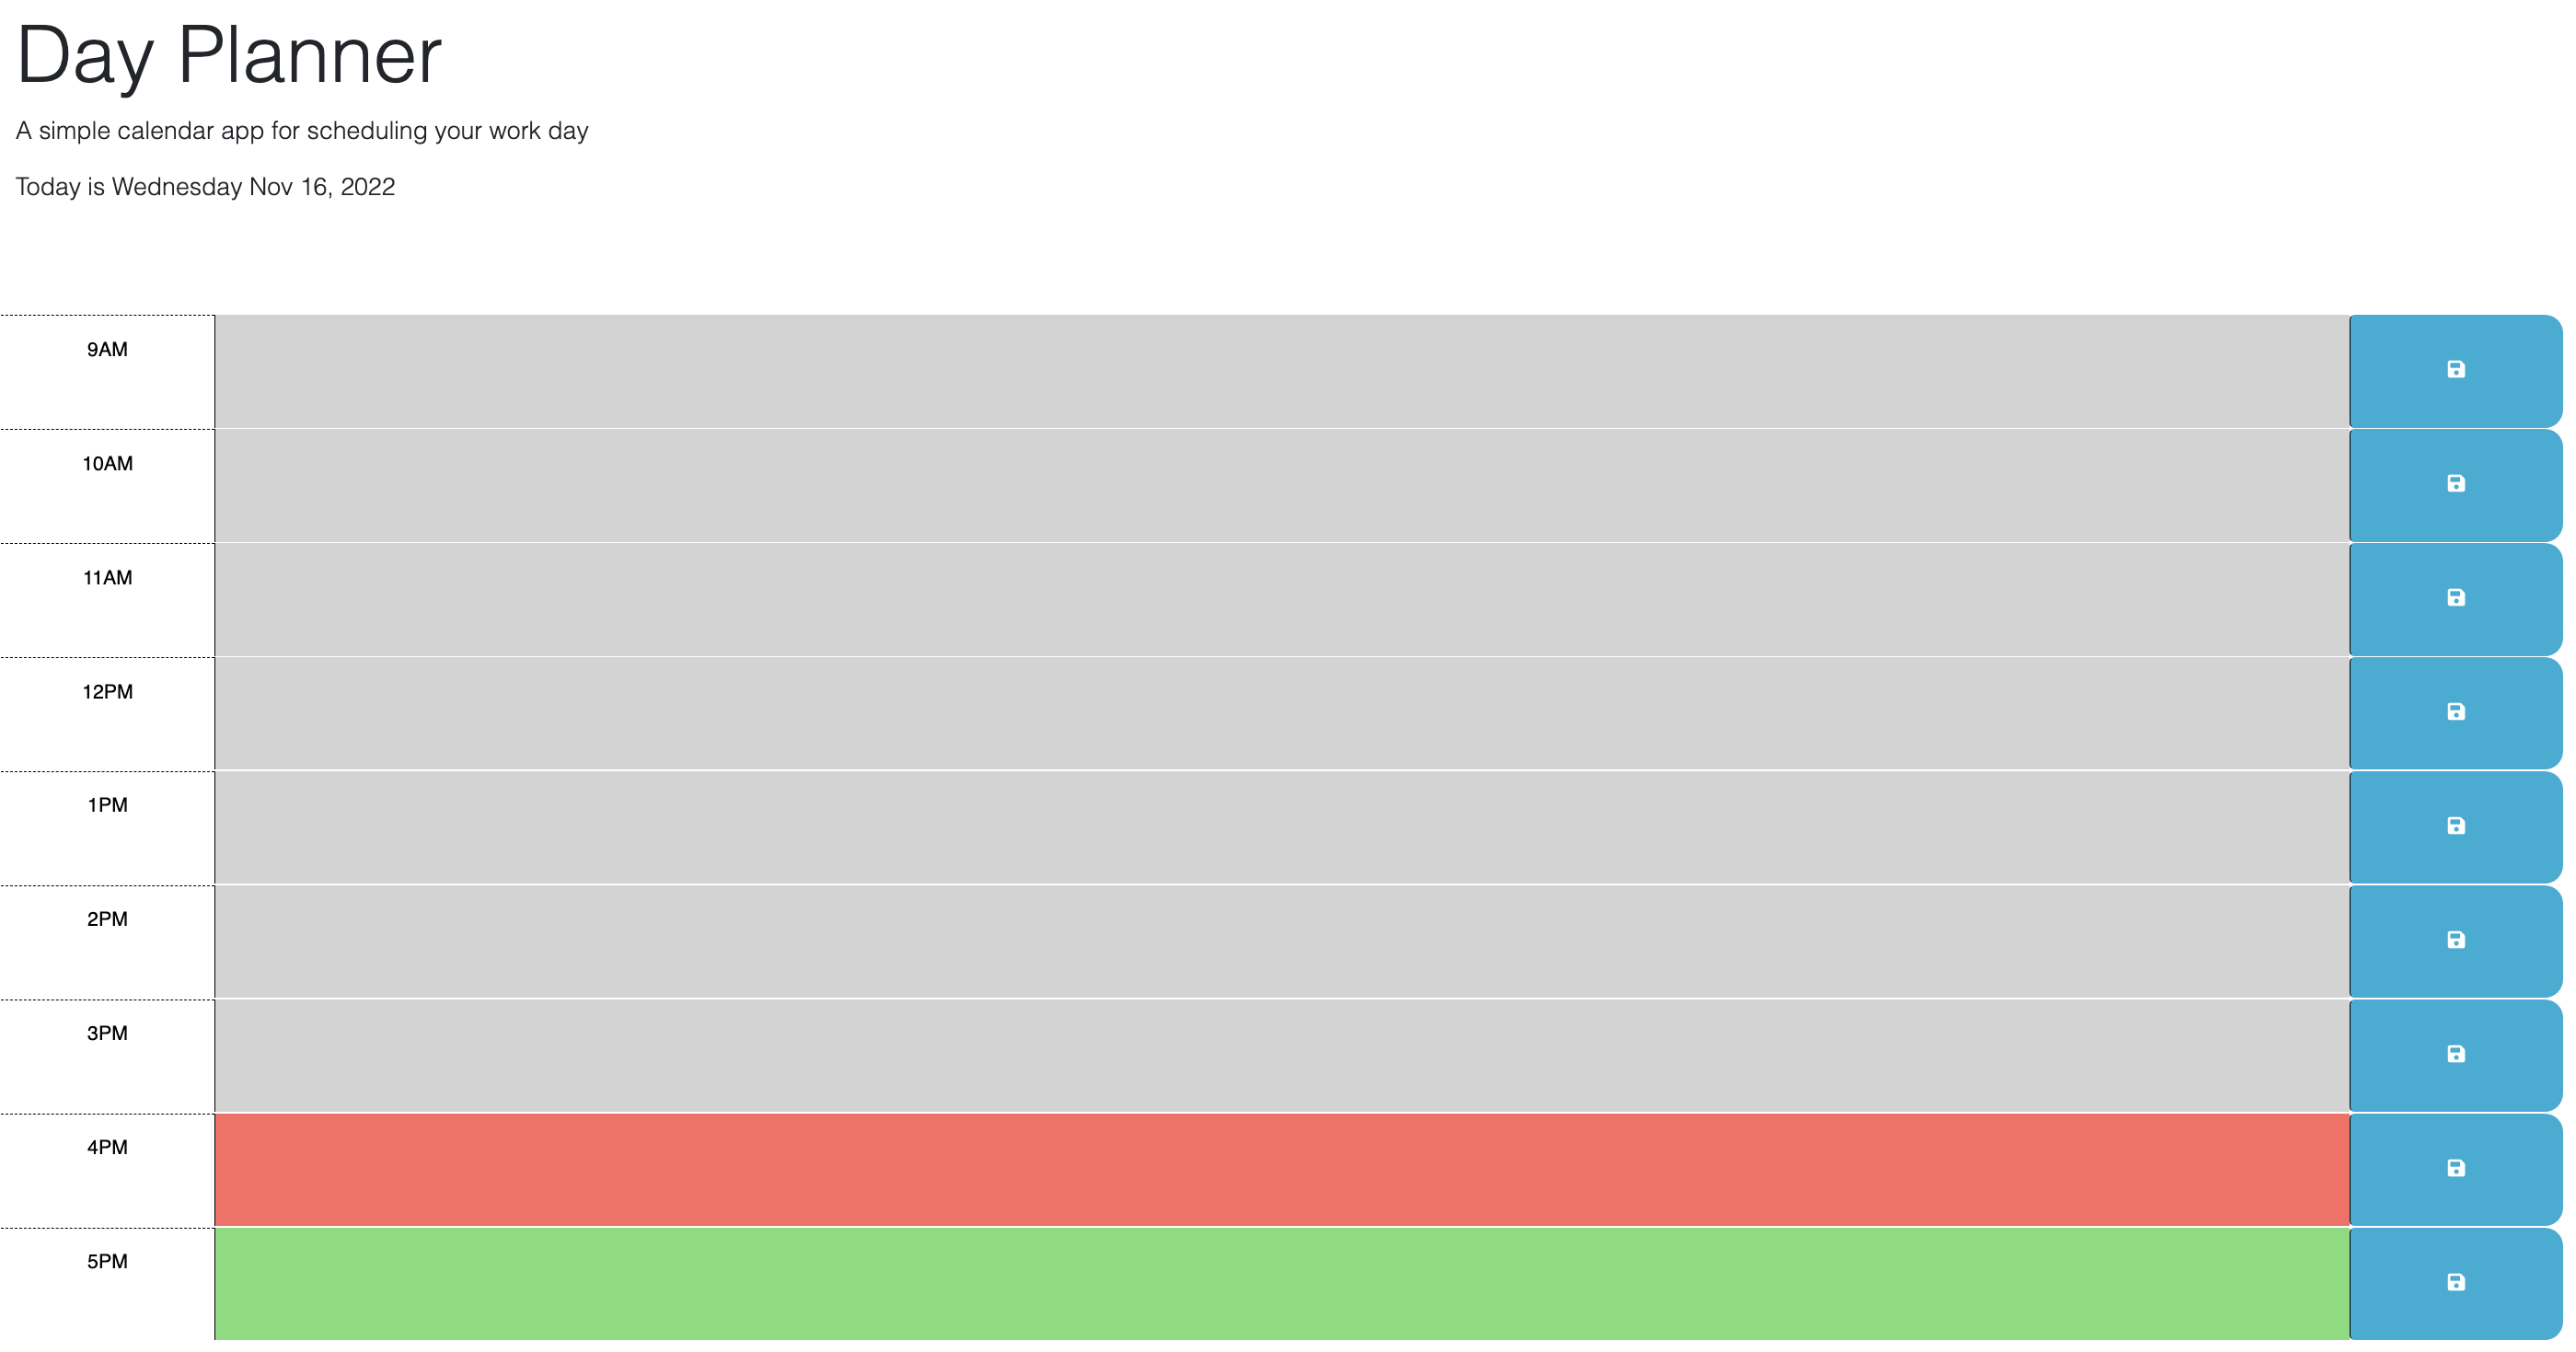 Day Planner
A simple calendar app for scheduling your work day
Today is Wednesday Nov 16, 2022
9AM
10AM
11AM
12PM
1PM
2PM
3PM
4PM
5PM